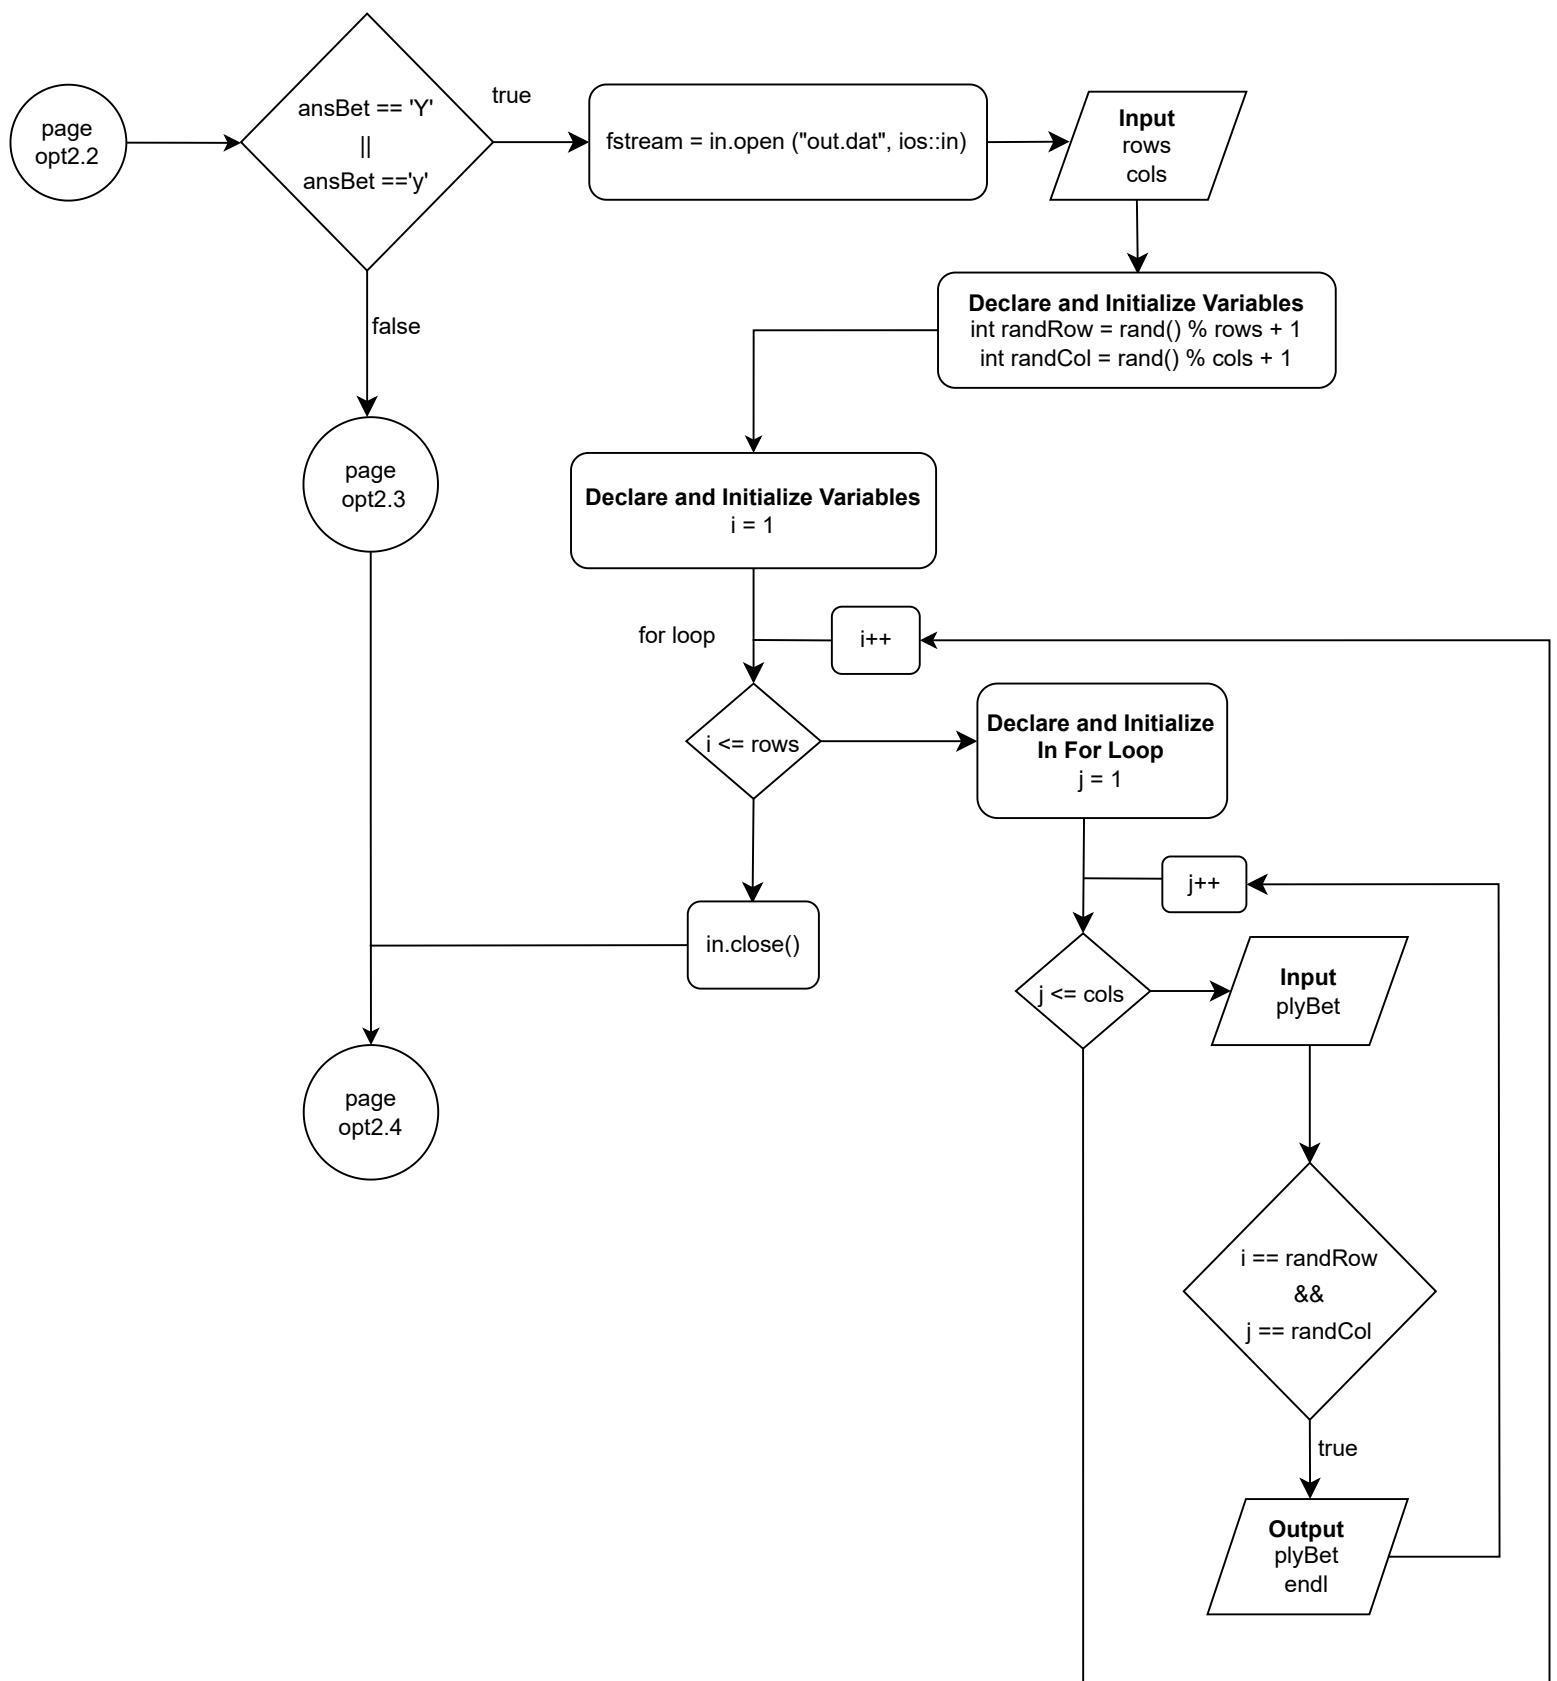 page
opt2.2
ansBet == 'Y'
||
ansBet =='y'
true
fstream = in.open ("out.dat", ios::in)
Input
rows
cols
false
Declare and Initialize Variables
int randRow = rand() % rows + 1
int randCol = rand() % cols + 1
page
opt2.3
Declare and Initialize Variables
i = 1
for loop
i++
i <= rows
Declare and Initialize
In For Loop
j = 1
j++
in.close()
j <= cols
Input
plyBet
page
opt2.4
i == randRow
&&
j == randCol
true
Output
plyBet
endl